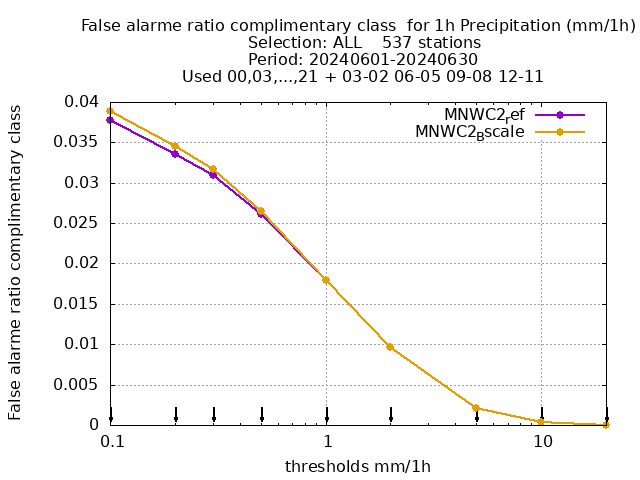 False alarme ratio complimentary class  for 1h Precipitation (mm/1h)
Selection: ALL    537 stations
Period: 20240601-20240630
Used 00,03,...,21 + 03-02 06-05 09-08 12-11
False alarme ratio complimentary class
0.04
0.035
0.03
0.025
0.02
0.015
0.01
0.005
0
MNWC2ref
MNWC2Bscale
0.1 1 10
thresholds mm/1h